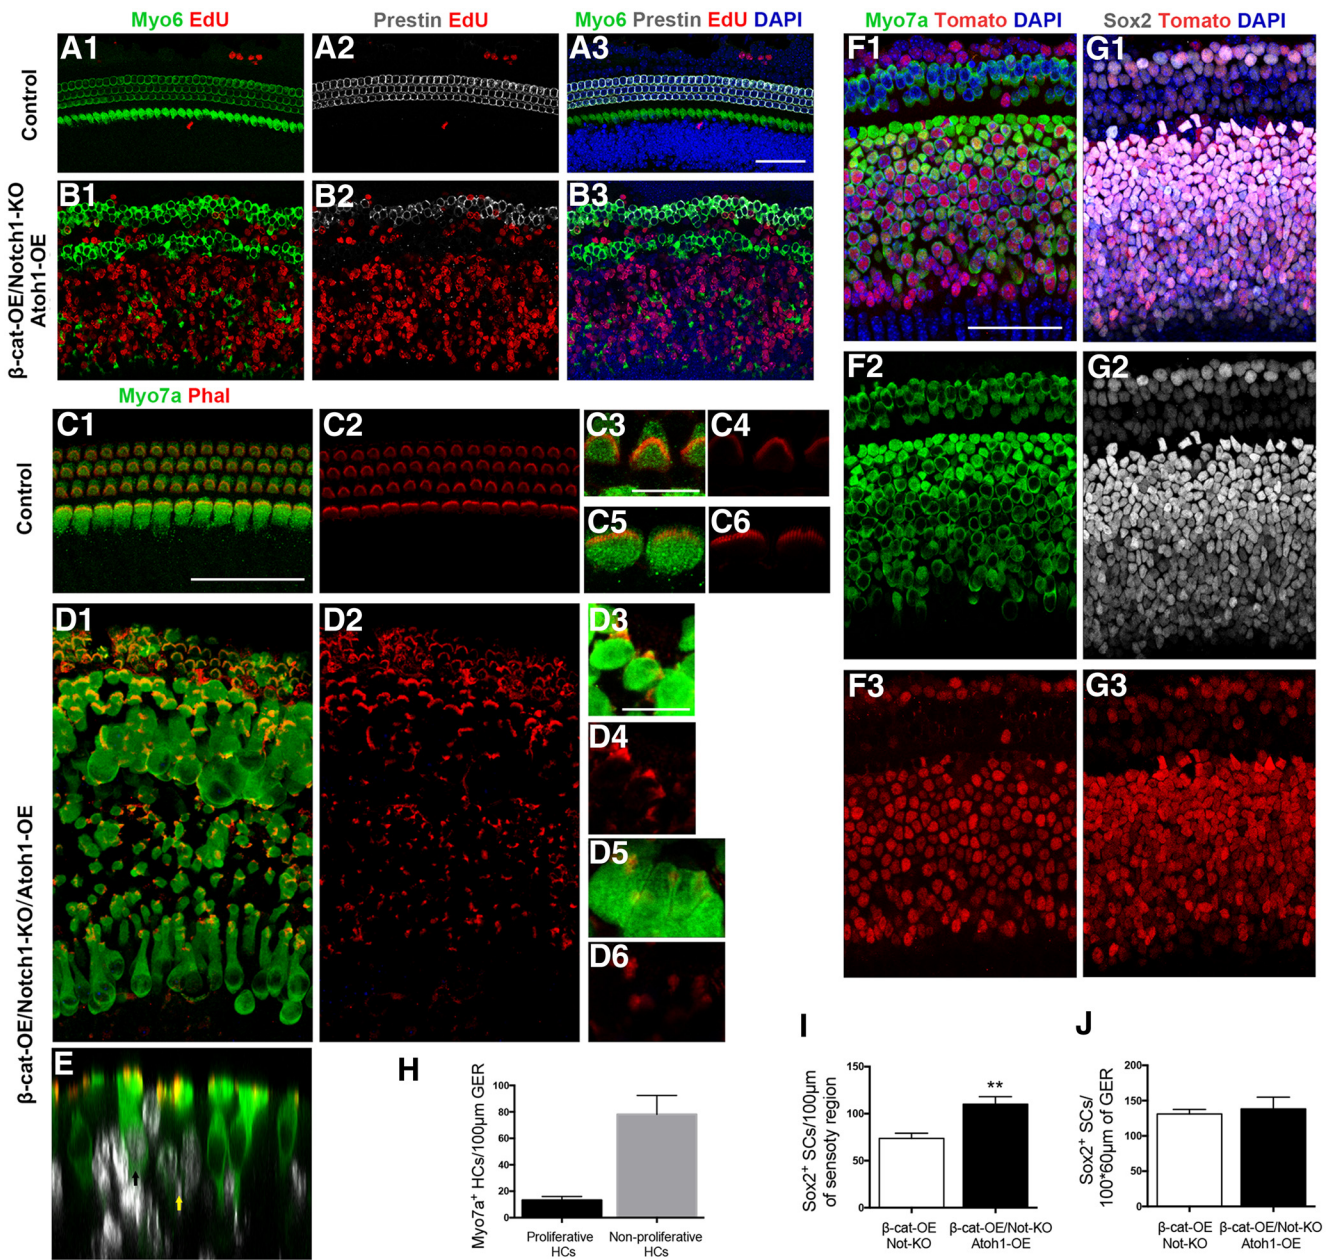 Myo6 EdU
Prestin EdU
Myo6 Prestin EdU DAPI
Myo7a Tomato DAPI
Sox2 Tomato DAPI
Control
A1
A2
A3
F1
G1
β-cat-OE/Notch1-KO
Atoh1-OE
B1
B2
B3
F2
G2
Myo7a Phal
Control
C1
C2
C3
C4
C5
C6
β-cat-OE/Notch1-KO/Atoh1-OE
D1
D2
D3
D4
D5
D6
F3
G3
E
H
Myo7a+ HCs/100μm GER
100
80
60
40
20
0
Proliferative
HCs
Non-proliferative
HCs
I
Sox2+ SCs/100μm
of sensoty region
150
100
50
0
**
β-cat-OE
Not-KO
β-cat-OE/Not-KO
Atoh1-OE
J
Sox2+ SCs/
100*60μm of GER
200
150
100
50
0
β-cat-OE
Not-KO
β-cat-OE/Not-KO
Atoh1-OE